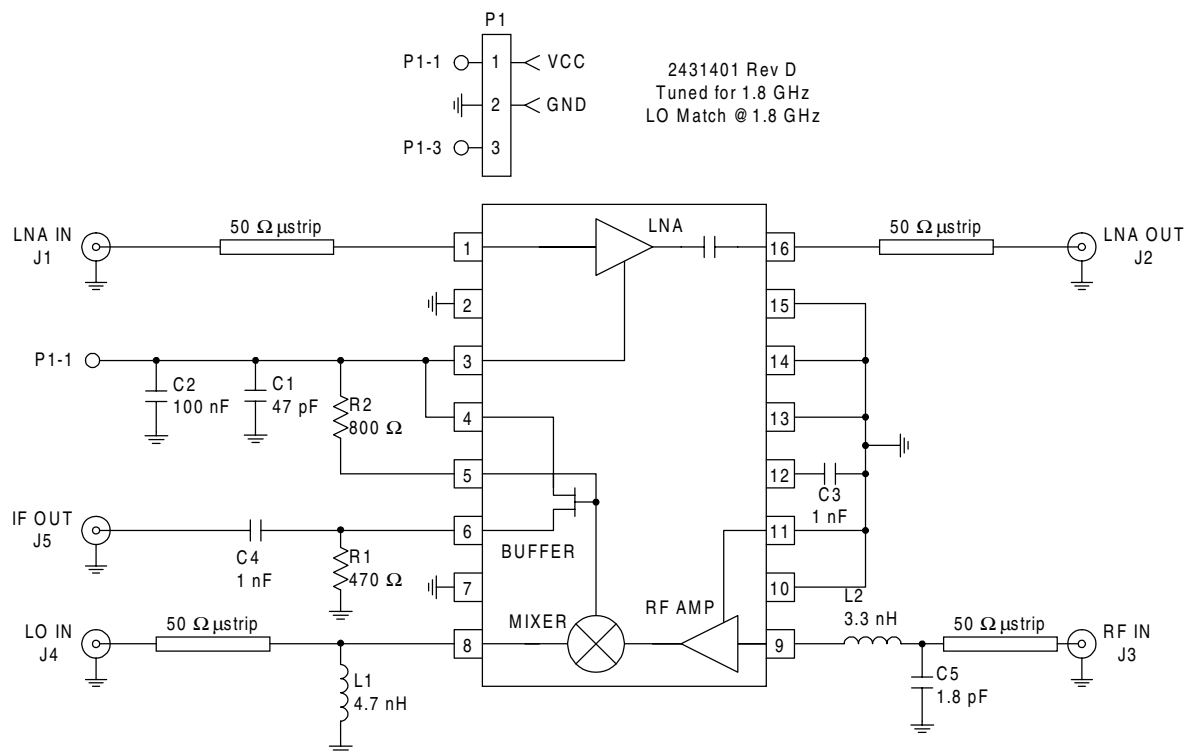 P1
P1-1
1
VCC
2
GND
P1-3
3
2431401 Rev D
Tuned for 1.8 GHz
LO Match @ 1.8 GHz
LNA IN
J1
50 Ω μstrip
1
LNA
16
50 Ω μstrip
LNA OUT
J2
2
15
P1-1
3
14
C2
100 nF
C1
47 pF
R2
800 Ω
4
13
5
12
C3
1 nF
IF OUT
J5
C4
1 nF
R1
470 Ω
6
BUFFER
11
7
10
LO IN
J4
50 Ω μstrip
L1
4.7 nH
8
MIXER
RF AMP
9
L2
3.3 nH
50 Ω μstrip
C5
1.8 pF
RF IN
J3